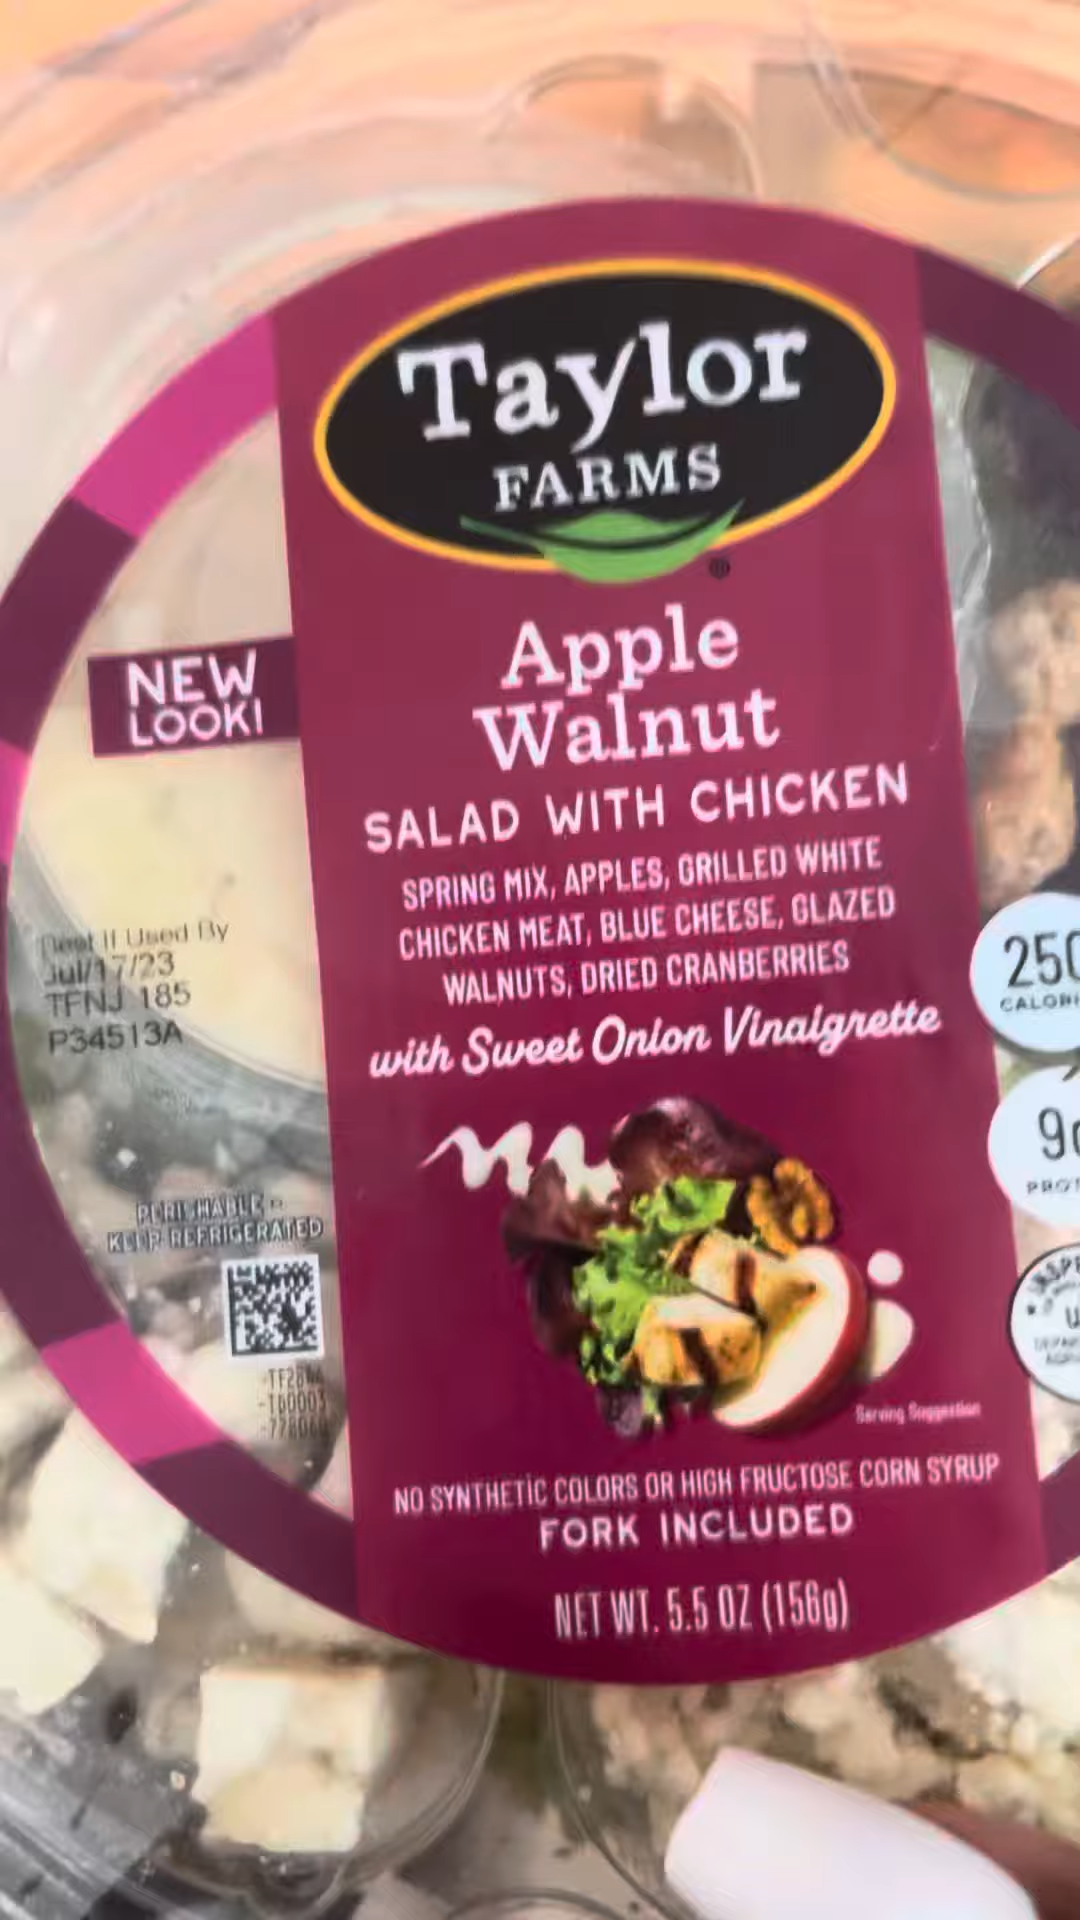 Taylor
FARMS
®
Apple
Walnut
SALAD WITH CHICKEN
SPRING MIX, APPLES, GRILLED WHITE
CHICKEN MEAT, BLUE CHEESE, GLAZED
WALNUTS, DRIED CRANBERRIES
with Sweet Onion Vinaigrette
NEW
LOOK!
Best If Used By
Jul/17/23
TFNJ 185
P34513A
PERISHABLE -
KEEP REFRIGERATED
250
CALORI
9g
PROT
Serving Suggestion
NO SYNTHETIC COLORS OR HIGH FRUCTOSE CORN SYRUP
FORK INCLUDED
NET WT. 5.5 OZ (156g)